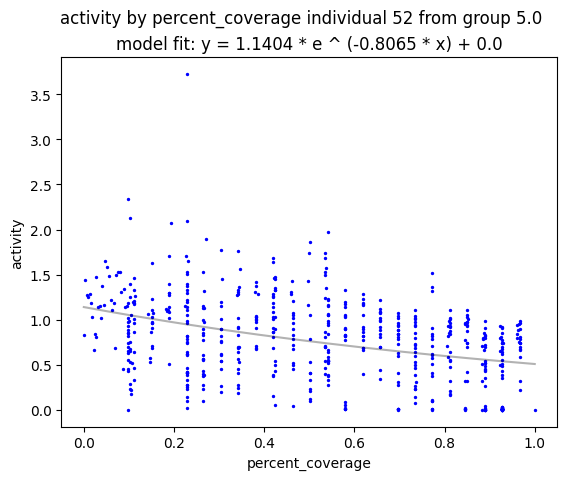 activity by percent_coverage individual 52 from group 5.0
model fit: y = 1.1404 * e ^ (-0.8065 * x) + 0.0
3.5
3.0
2.5
2.0
1.5
1.0
0.5
0.0
activity
0.0 0.2 0.4 0.6 0.8 1.0
percent_coverage